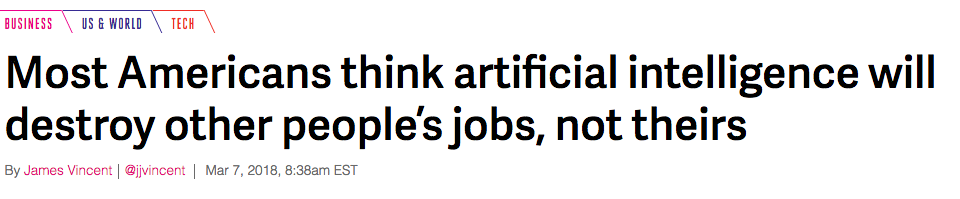 BUSINESS US & WORLD TECH
Most Americans think artificial intelligence will
destroy other people’s jobs, not theirs
By James Vincent | @jjvincent | Mar 7, 2018, 8:38am EST